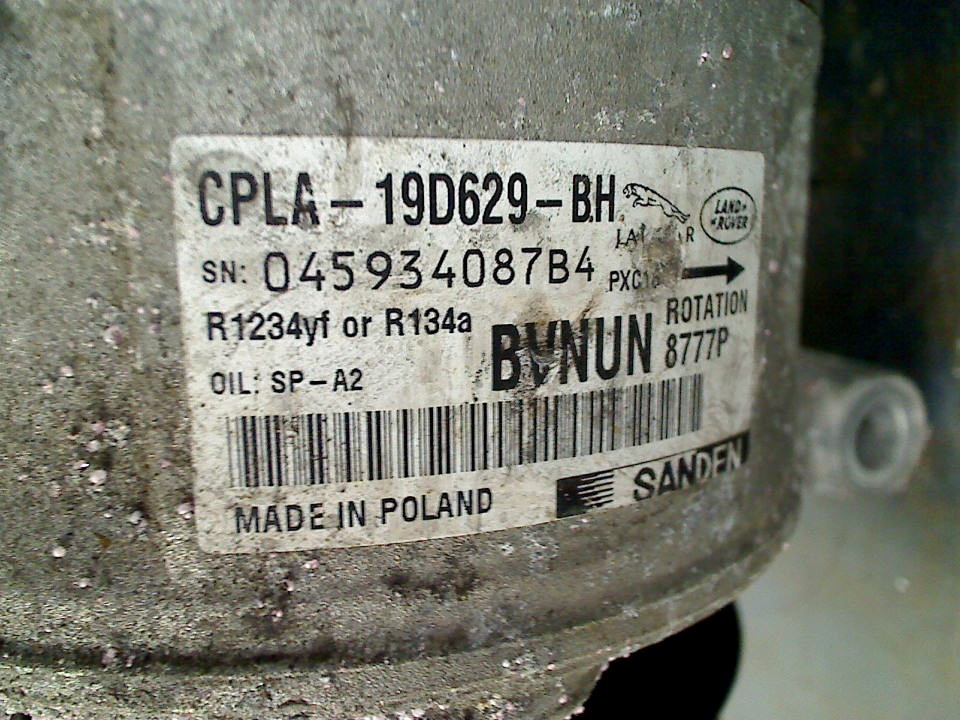 CPLA-19D629-BH
JAGUAR
LAND ROVER
SN: 045934087B4
R1234yf or R134a
ROTATION
BVNUN 8777P
OIL: SP-A2
MADE IN POLAND
SANDEN